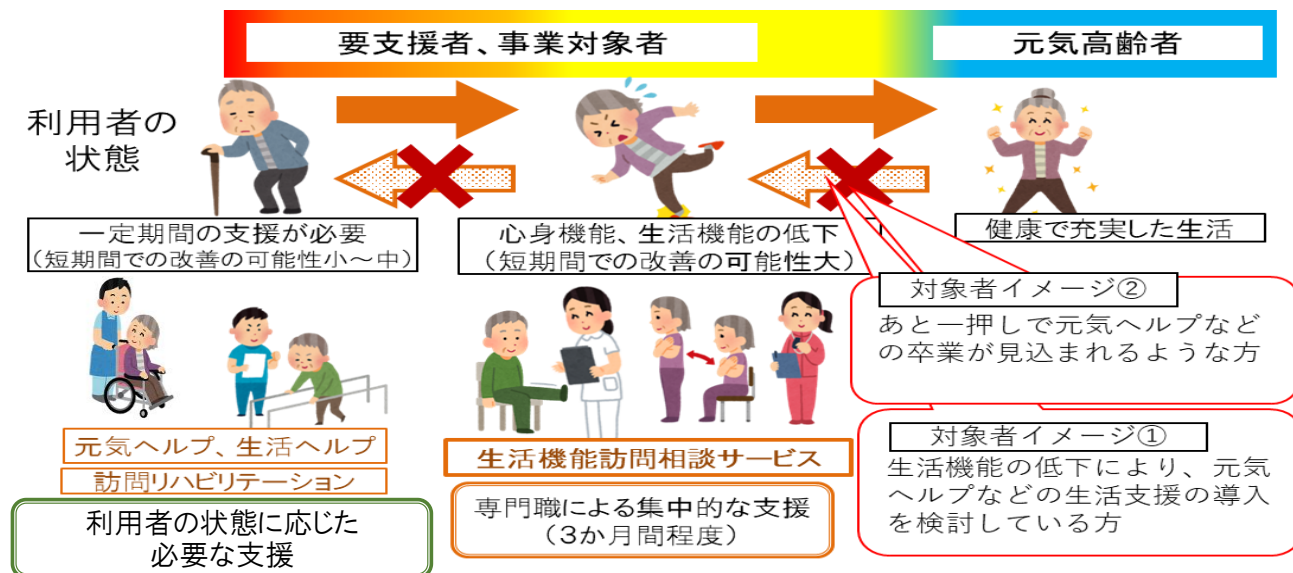 要支援者、事業対象者
元気高齢者
利用者の
状態
一定期間の支援が必要
（短期間での改善の可能性小～中）
心身機能、生活機能の低下
（短期間での改善の可能性大）
健康で充実した生活
元気ヘルプ、生活ヘルプ
訪問リハビリテーション
利用者の状態に応じた
必要な支援
生活機能訪問相談サービス
専門職による集中的な支援
（3か月間程度）
対象者イメージ②
あと一押しで元気ヘルプなど
の卒業が見込まれるような方
対象者イメージ①
生活機能の低下により、元気
ヘルプなどの生活支援の導入
を検討している方